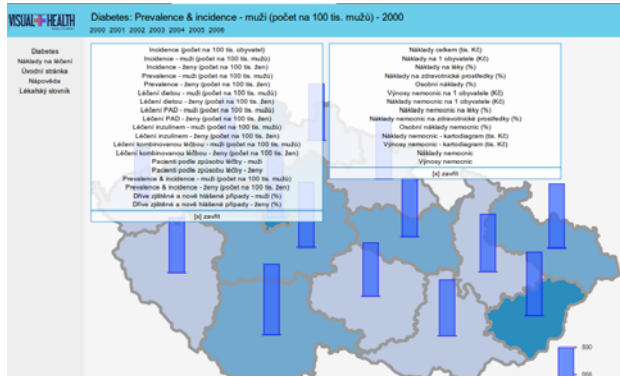 VISUAL HEALTH
Diabetes: Prevalence & incidence - muži (počet na 100 tis. mužů) - 2000
2000 2001 2002 2003 2004 2005 2006
Diabetes
Náklady na léčení
Úvodní stránka
Nápověda
Lékařský slovník
Incidence (počet na 100 tis. obyvatel)
Incidence - muži (počet na 100 tis. mužů)
Incidence - ženy (počet na 100 tis. žen)
Prevalence - muži (počet na 100 tis. mužů)
Prevalence - ženy (počet na 100 tis. žen)
Léčení dietou - muži (počet na 100 tis. mužů)
Léčení dietou - ženy (počet na 100 tis. žen)
Léčení PAD - muži (počet na 100 tis. mužů)
Léčení PAD - ženy (počet na 100 tis. žen)
Léčení inzulinem - muži (počet na 100 tis. mužů)
Léčení inzulinem - ženy (počet na 100 tis. žen)
Léčení kombinovanou léčbou - muži (počet na 100 tis. mužů)
Léčení kombinovanou léčbou - ženy (počet na 100 tis. žen)
Pacienti podle způsobu léčby - muži
Pacienti podle způsobu léčby - ženy
Prevalence & incidence - muži (počet na 100 tis. mužů)
Prevalence & incidence - ženy (počet na 100 tis. žen)
Dříve zjištěné a nově hlášené případy - muži (%)
Dříve zjištěné a nově hlášené případy - ženy (%)
[x] zavřít
Náklady celkem (tis. Kč)
Náklady na 1 obyvatele (Kč)
Náklady na léky (%)
Náklady na zdravotnické prostředky (%)
Osobní náklady (%)
Výnosy nemocnic na 1 obyvatele (Kč)
Náklady nemocnic na 1 obyvatele (Kč)
Náklady nemocnic na léky (%)
Náklady nemocnic na zdravotnické prostředky (%)
Osobní náklady nemocnic (%)
Náklady nemocnic - kartodiagram (tis. Kč)
Výnosy nemocnic - kartodiagram (tis. Kč)
Náklady nemocnic
Výnosy nemocnic
[x] zavřít
890